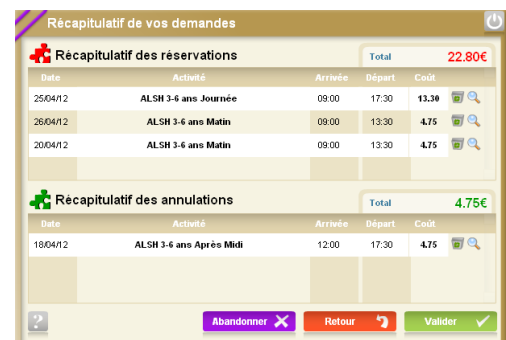 Récapitulatif de vos demandes
Récapitulatif des réservations Total 22.80€
Date Activité Arrivée Départ Coût
25/04/12 ALSH 3-6 ans Journée 09:00 17:30 13.30
26/04/12 ALSH 3-6 ans Matin 09:00 13:30 4.75
20/04/12 ALSH 3-6 ans Matin 09:00 13:30 4.75
Récapitulatif des annulations Total 4.75€
Date Activité Arrivée Départ Coût
18/04/12 ALSH 3-6 ans Après Midi 12:00 17:30 4.75
? Abandonner Retour Valider